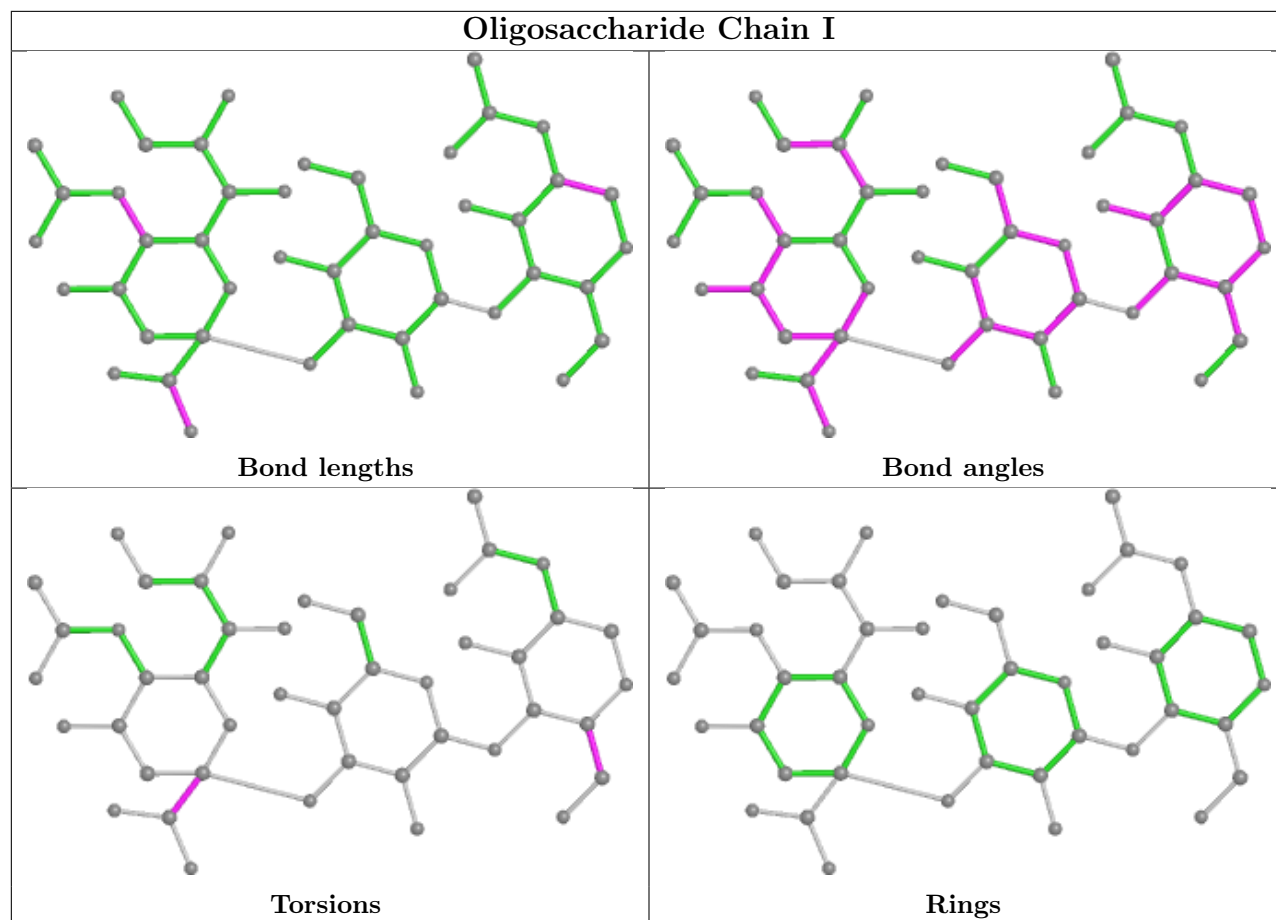 Oligosaccharide Chain I
Bond lengths
Bond angles
Torsions
Rings